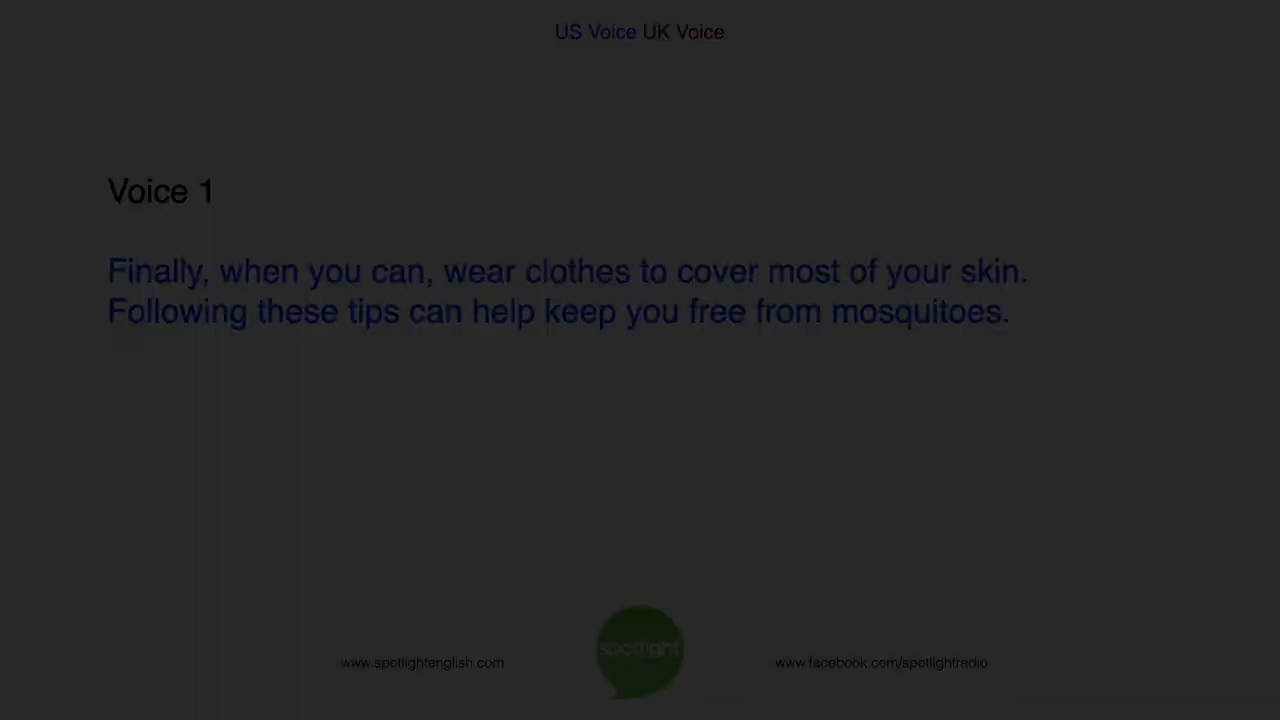 US Voice UK Voice
Voice 1
Finally, when you can, wear clothes to cover most of your skin.
Following these tips can help keep you free from mosquitoes.
spotlight
www.spotlightenglish.com
www.facebook.com/spotlightradio